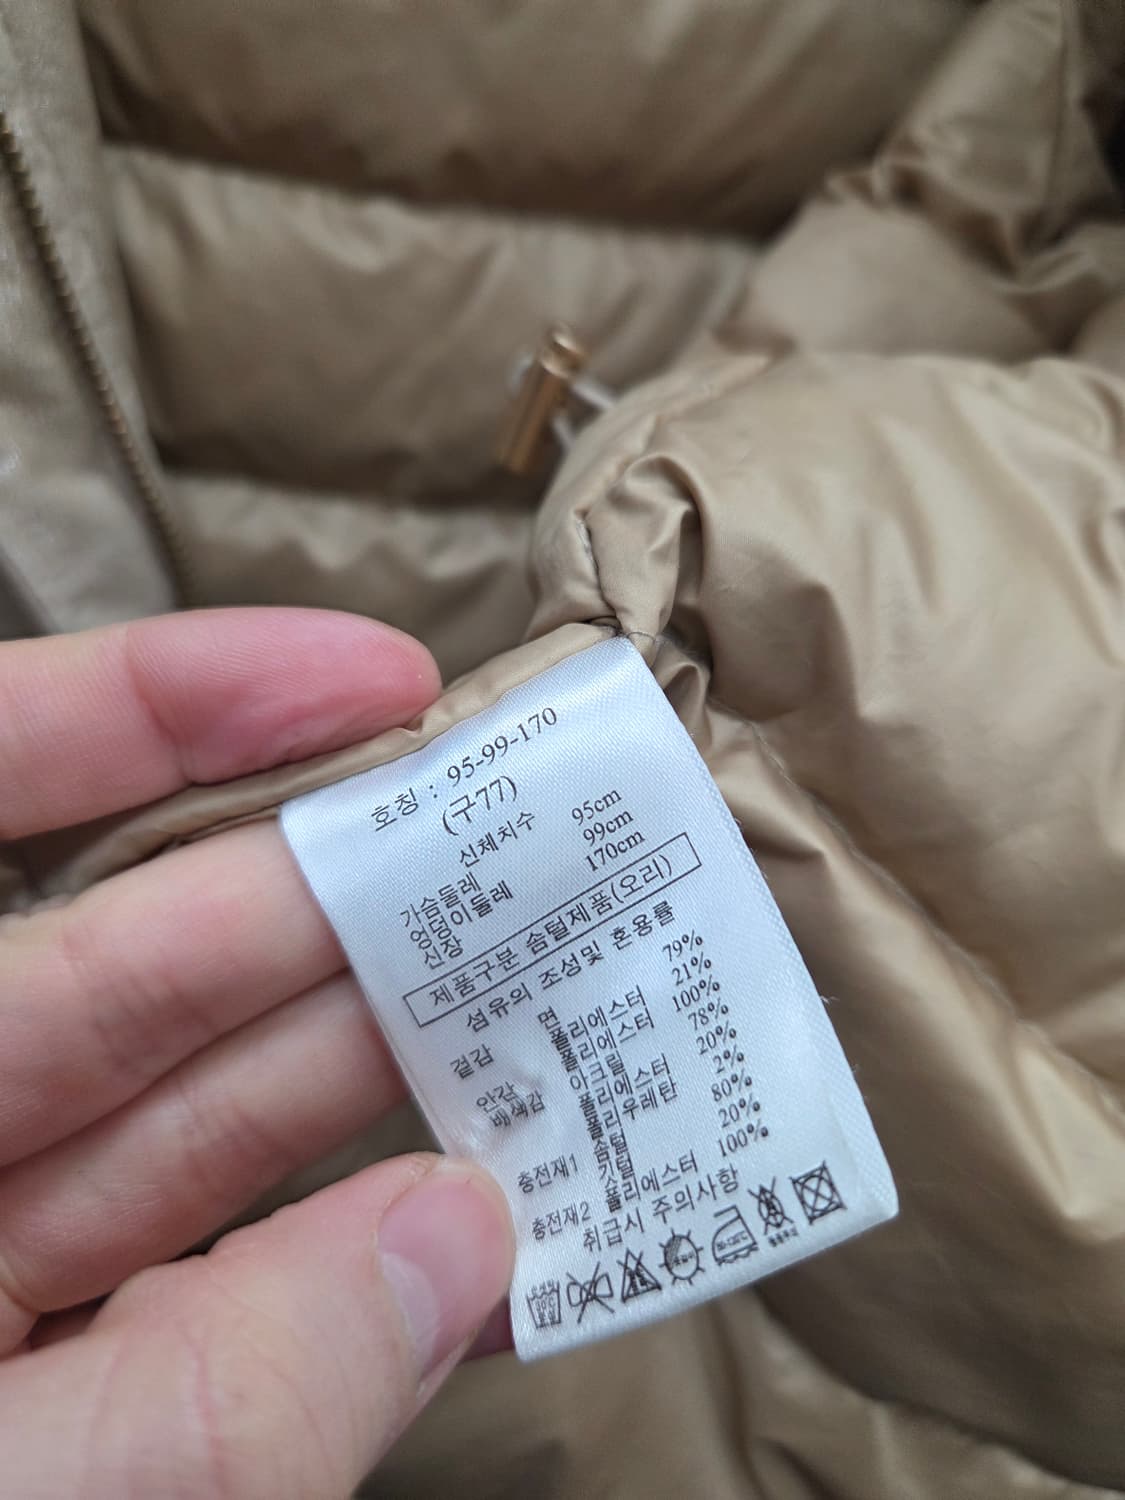 호칭 : 95-99-170
(구77)
신체치수
가슴둘레 95cm
엉덩이둘레 99cm
신장 170cm
제품구분 솜털제품(오리)
섬유의 조성및 혼용률
겉감 면 79%
폴리에스터 21%
안감 폴리에스터 100%
배색감 아크릴 78%
폴리에스터 20%
폴리우레탄 2%
충전재1 솜털 80%
깃털 20%
충전재2 폴리에스터 100%
취급시 주의사항